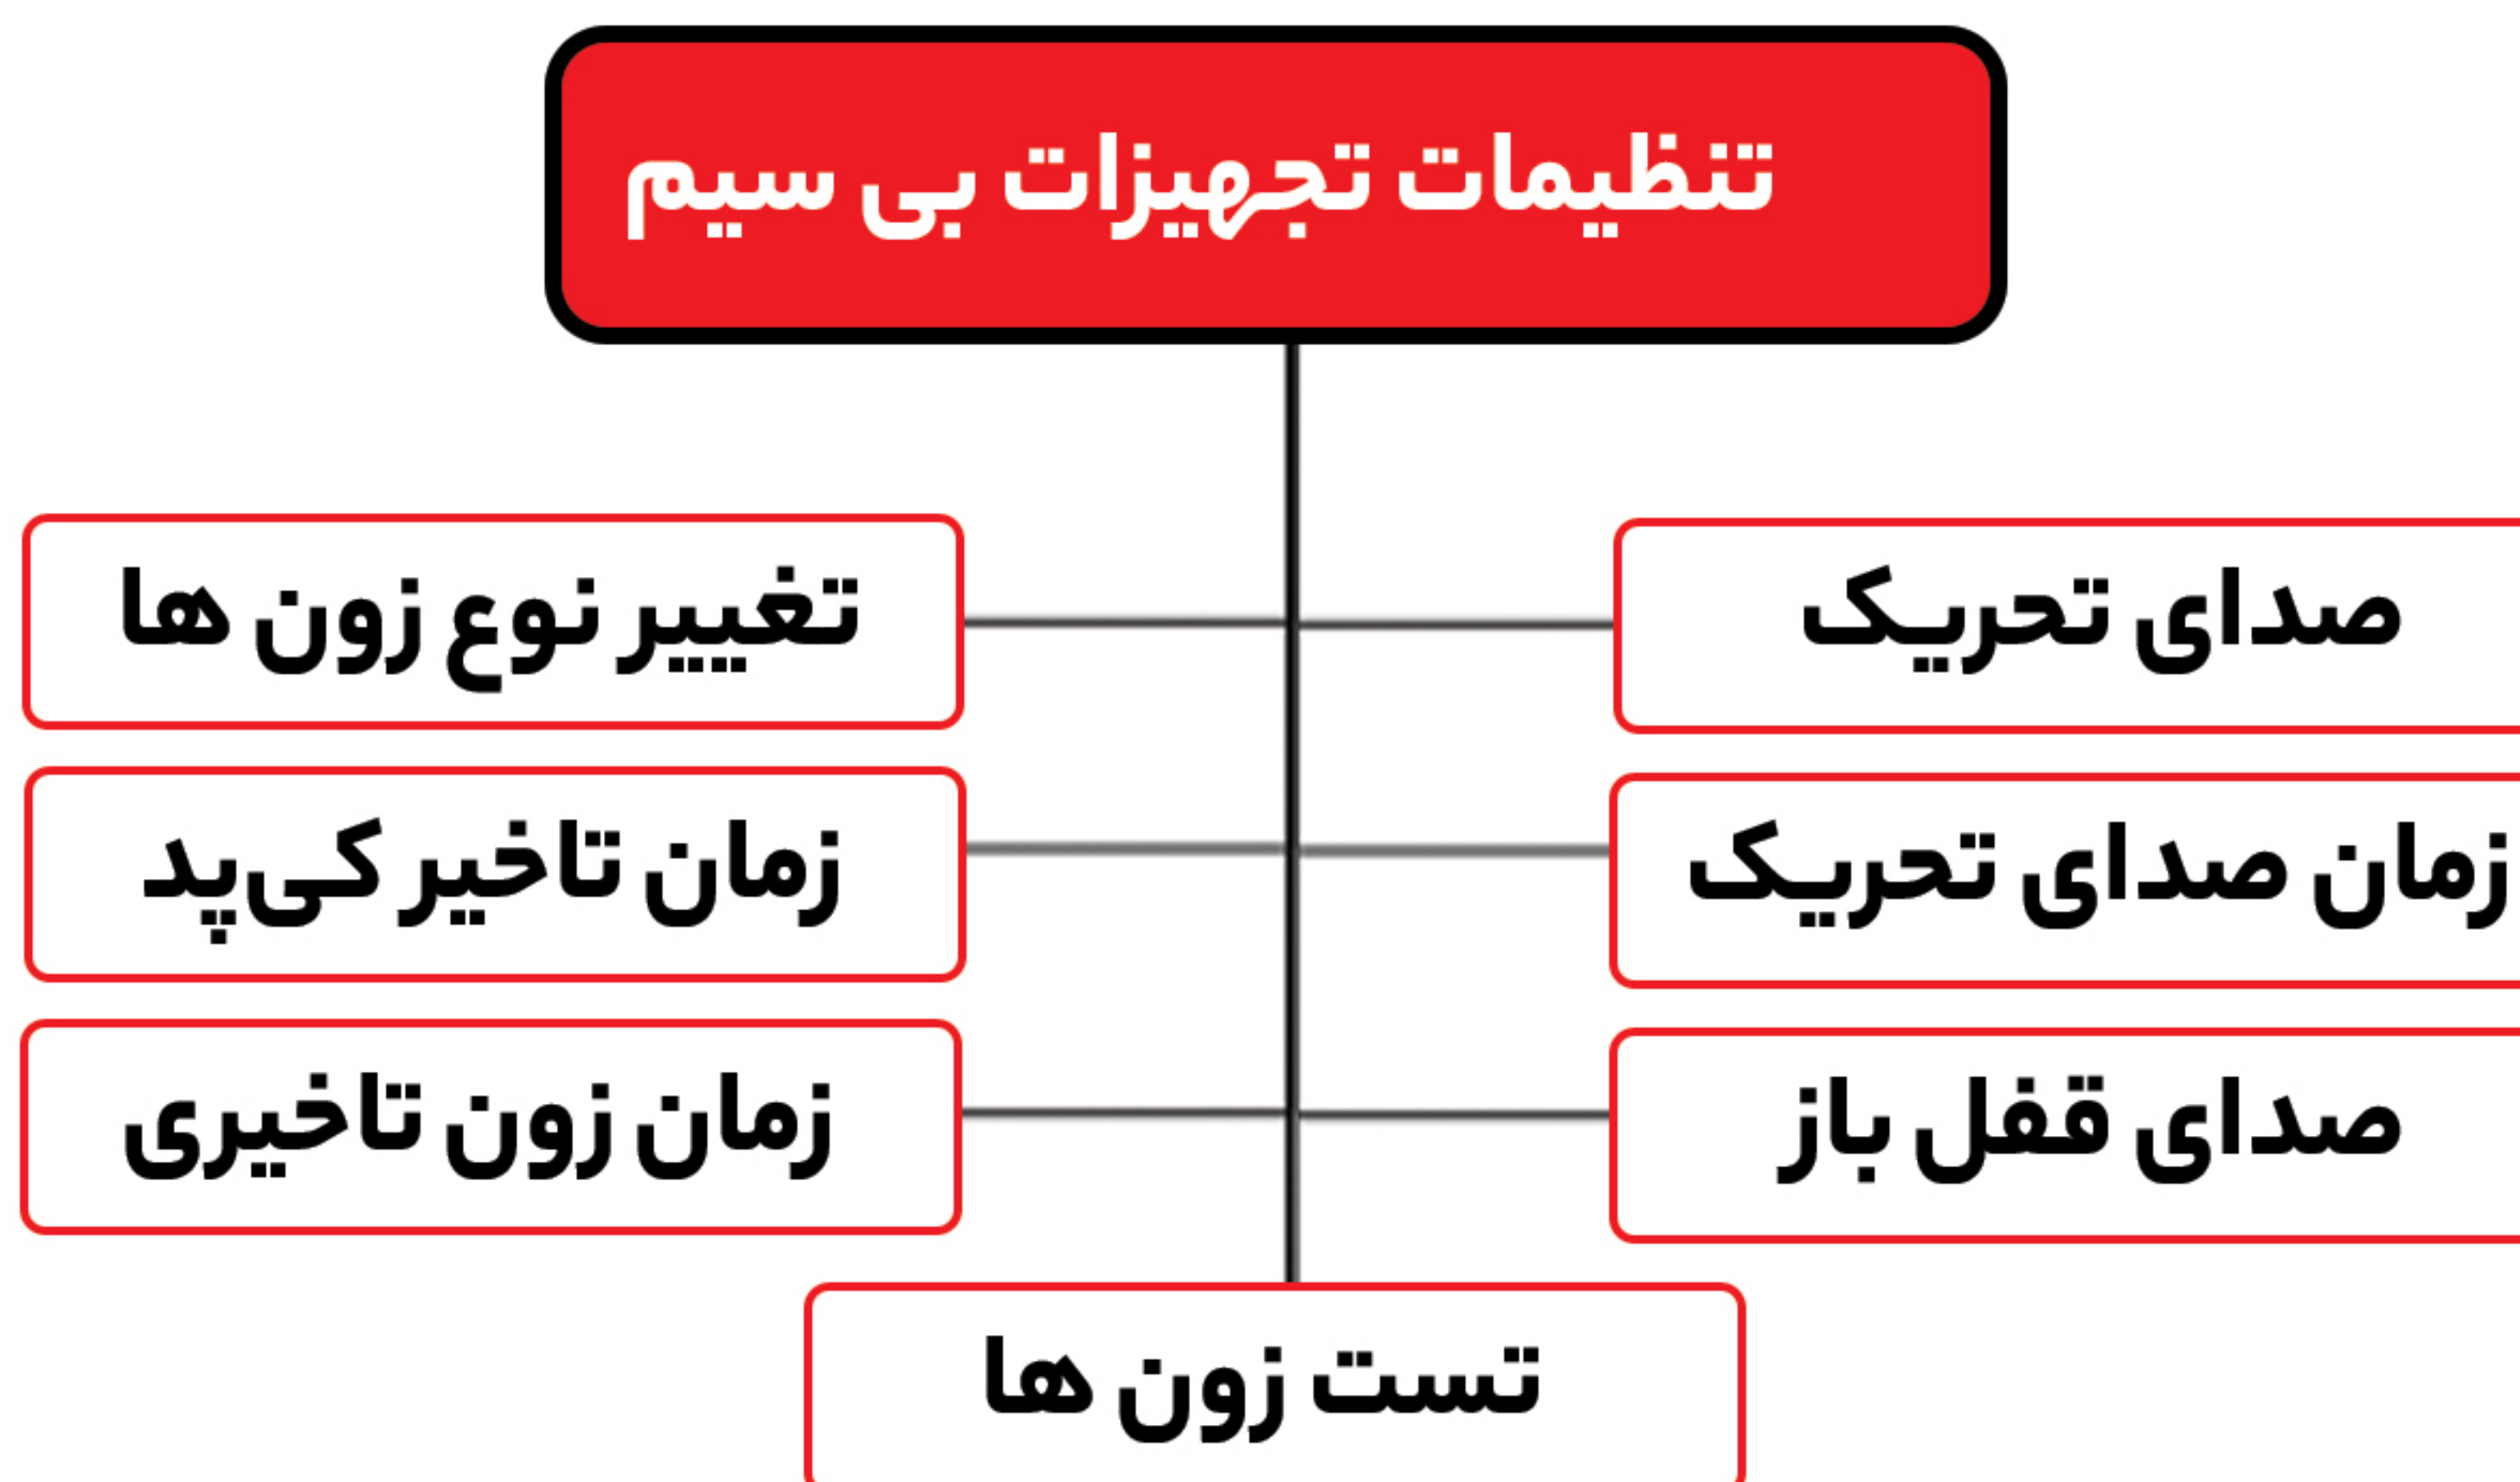 تنظیمات تجهیزات بی سیم
صدای تحریک
تغییر نوع زون ها
زمان صدای تحریک
زمان تاخیر کی‌پد
صدای قفل باز
زمان زون تاخیری
تست زون ها